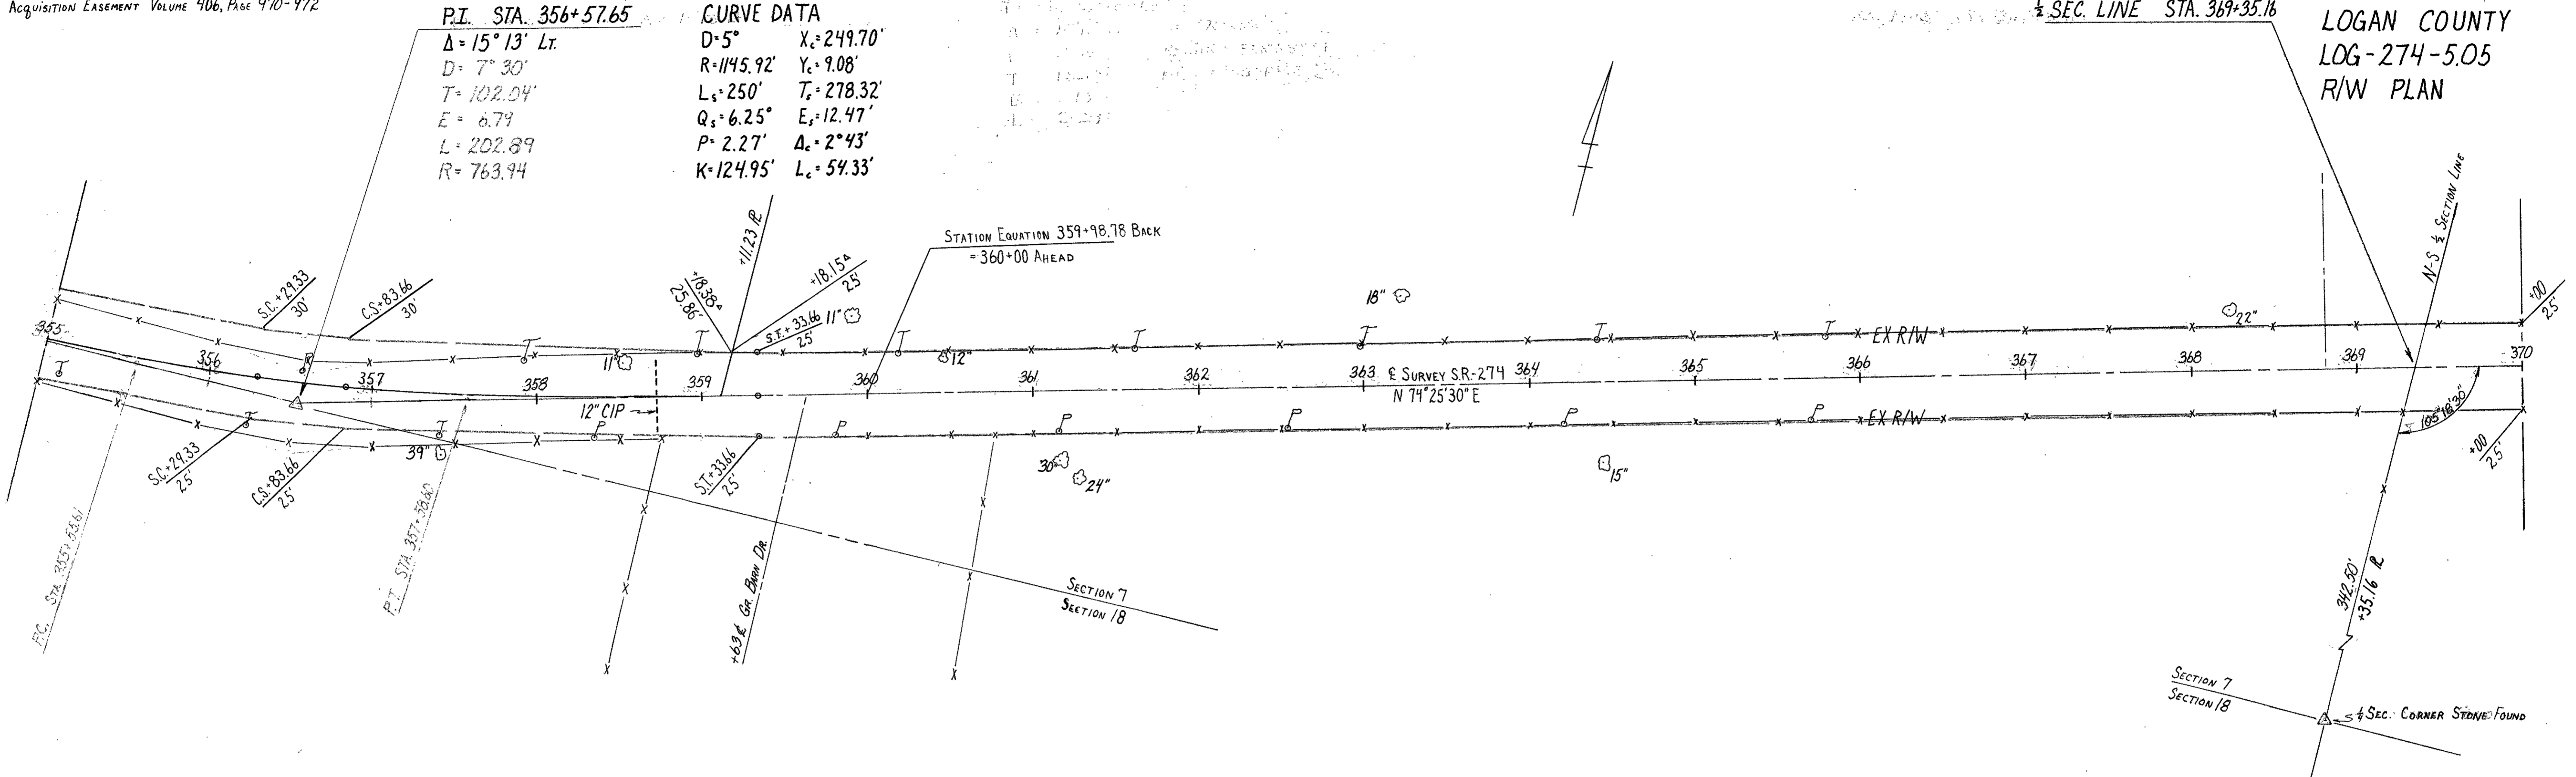 Acquisition Easement Volume 406, Page 970-972
P.I. STA. 356+57.65
Δ = 15° 13' LT.
D = 7° 30'
T = 102.04'
E = 6.79
L = 202.89
R = 763.94
CURVE DATA
D = 5° Xc = 249.70'
R = 1145.92' Yc = 9.08'
Ls = 250' Ts = 278.32'
Qs = 6.25° Es = 12.47'
P = 2.27' Δc = 2°43'
K = 124.95' Lc = 54.33'
½ SEC. LINE STA. 369+35.16
LOGAN COUNTY
LOG-274-5.05
R/W PLAN
N-S ½ SECTION LINE
+11.23 PL
STATION EQUATION 359+98.78 BACK
= 360+00 AHEAD
S.C.+29.33
30'
C.S.+83.66
30'
+18.38
25.86'
+18.15
25'
S.T.+33.66
25'
11"
18"
22"
+00
25'
355
356
357
358
359
360
361
362
363
364
365
366
367
368
369
370
EX R/W
11"
12"
℄ SURVEY SR-274
N 74°25'30" E
12" CIP
EX R/W
105°18'30"
+00
25'
S.C.+29.33
25'
C.S.+83.66
25'
39"
S.T.+33.66
25'
30"
24"
15"
P.C. STA. 355+55.61
P.T. STA. 357+58.60
+63 ℄ GR. BARN DR.
SECTION 7
SECTION 18
342.50'
+35.16 PL
SECTION 7
SECTION 18
SEC. CORNER STONE FOUND